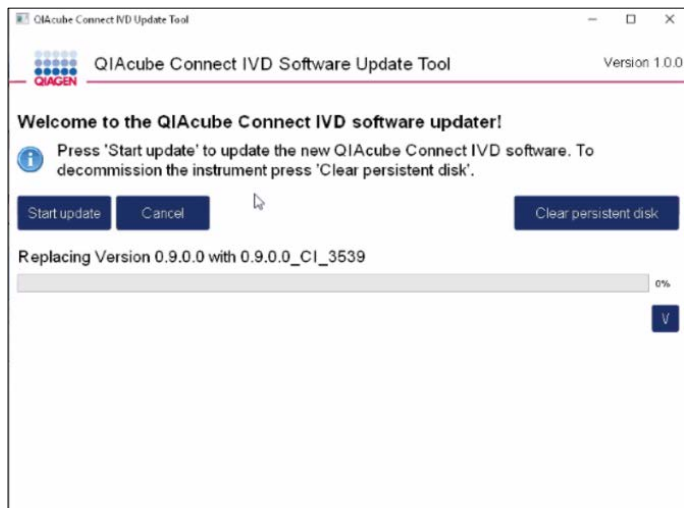 QIAcube Connect IVD Update Tool
QIAGEN
QIAcube Connect IVD Software Update Tool
Version 1.0.0
Welcome to the QIAcube Connect IVD software updater!
Press 'Start update' to update the new QIAcube Connect IVD software. To
decommission the instrument press 'Clear persistent disk'.
Start update
Cancel
Clear persistent disk
Replacing Version 0.9.0.0 with 0.9.0.0_CI_3539
0%
V